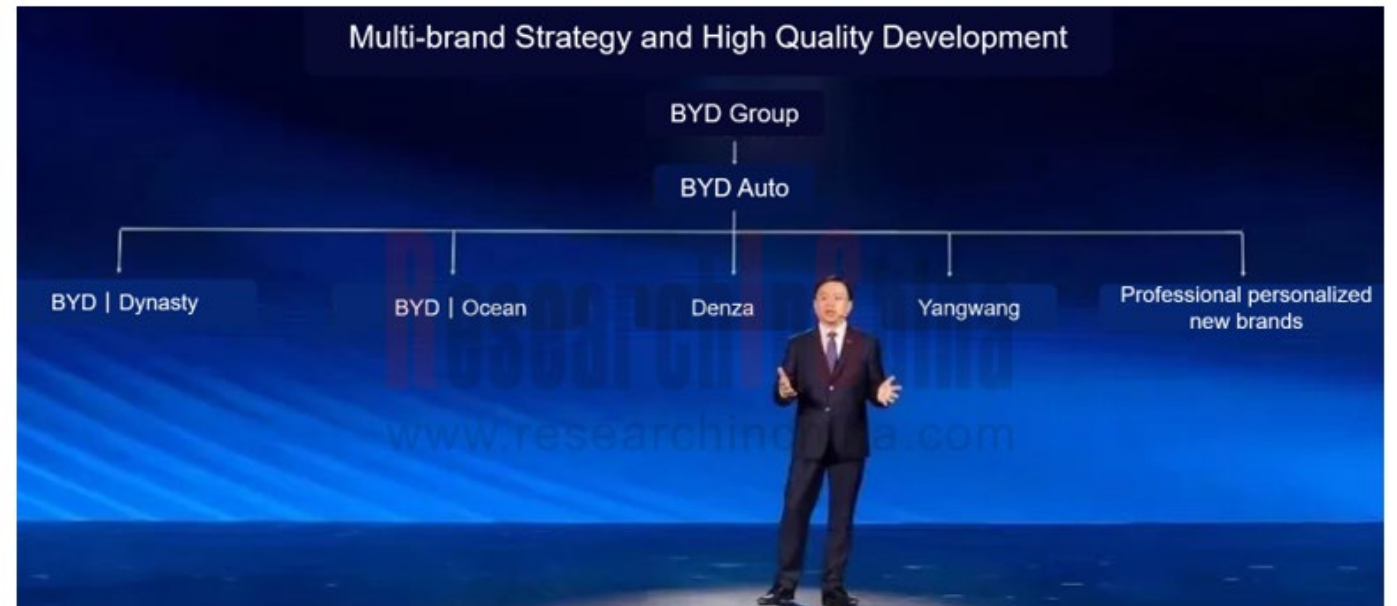 Multi-brand Strategy and High Quality Development
BYD Group
BYD Auto
BYD | Dynasty
BYD | Ocean
Denza
Yangwang
Professional personalized
new brands
ResearchInChina
www.researchinchina.com